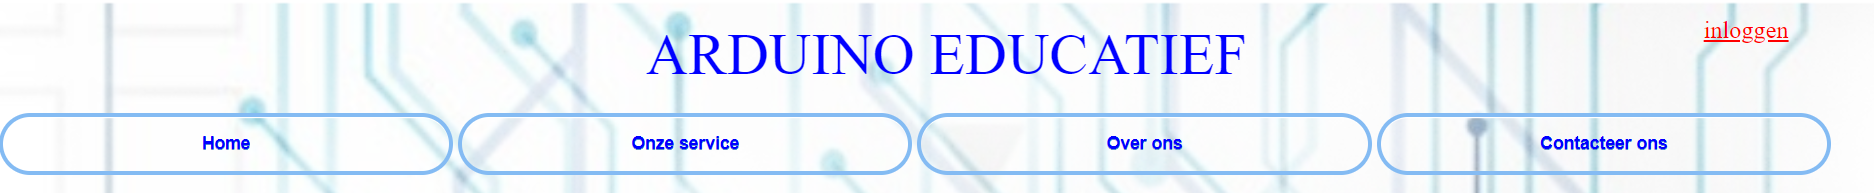 inloggen
ARDUINO EDUCATIEF
Home
Onze service
Over ons
Contacteer ons